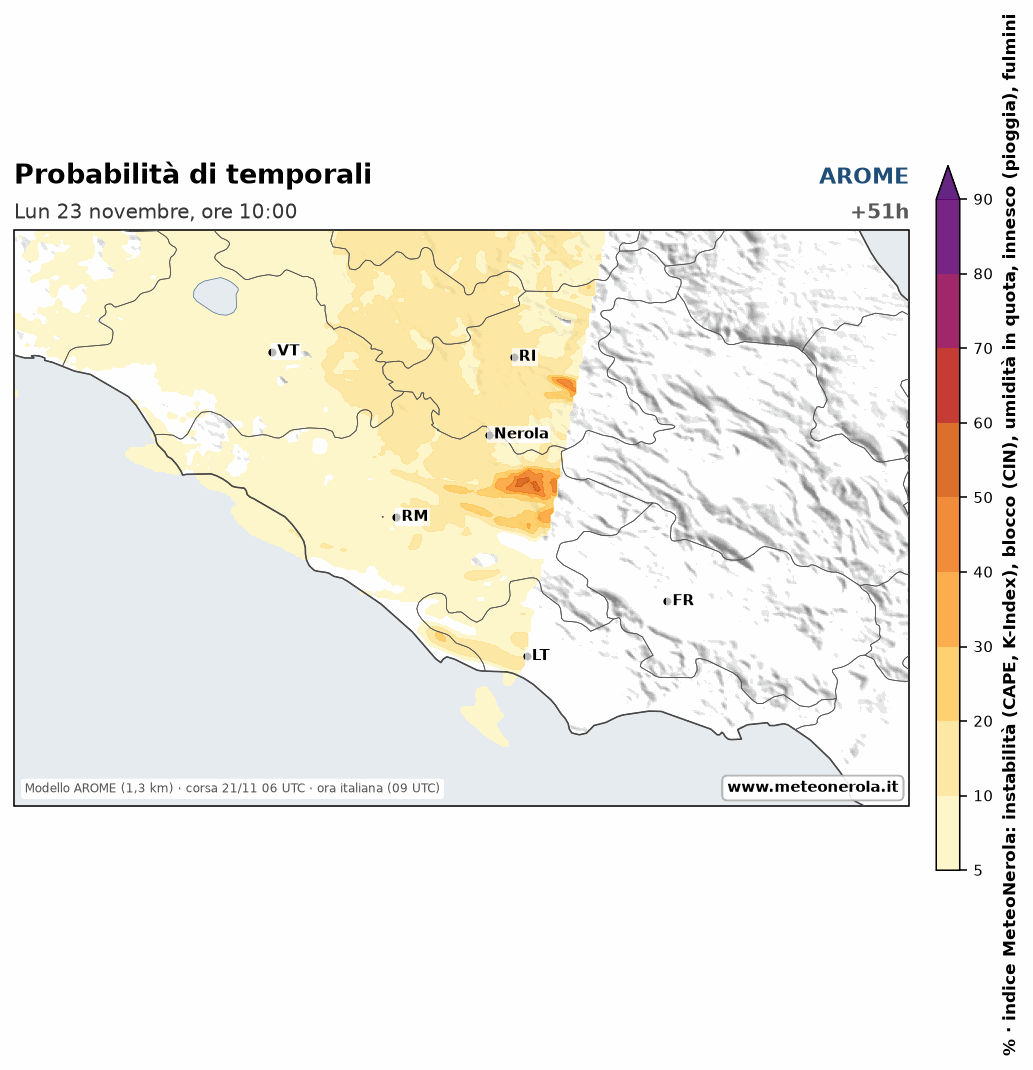 Probabilità di temporali
AROME
Lun 23 novembre, ore 10:00
+51h
VT
RI
Nerola
RM
FR
LT
Modello AROME (1,3 km) · corsa 21/11 06 UTC · ora italiana (09 UTC)
www.meteonerola.it
90
80
70
60
50
40
30
20
10
5
% · indice MeteoNerola: instabilità (CAPE, K-Index), blocco (CIN), umidità in quota, innesco (pioggia), fulmini